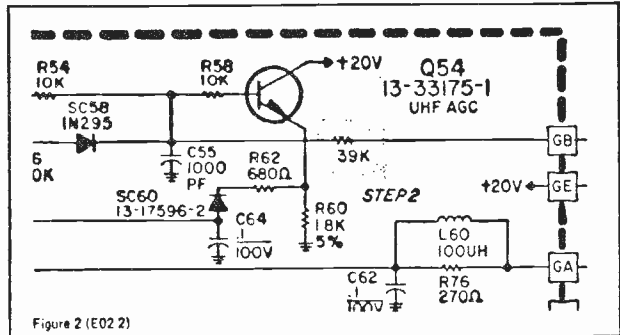 R54
10K
R58
10K
+20V
Q54
13-33175-1
UHF AGC
SC58
1N295
6
0K
C55
1000
PF
R62
680Ω
39K
GB
+20V
GE
SC60
13-17596-2
STEP 2
C64
.1
100V
R60
1.8K
5%
L60
100UH
GA
C62
.1
100V
R76
270Ω
Figure 2 (E02 2)